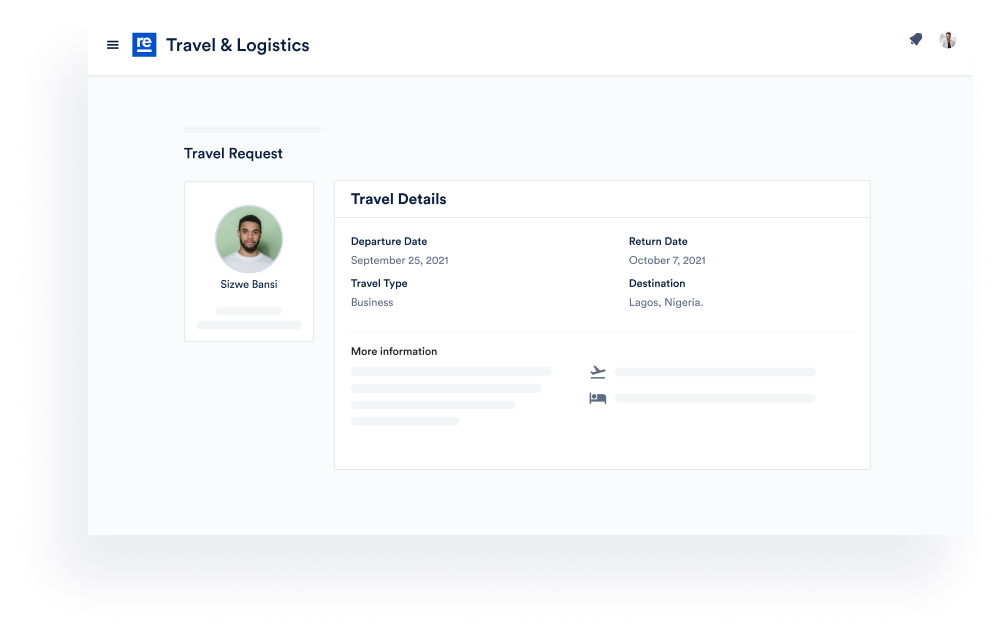 re Travel & Logistics
Travel Request
Sizwe Bansi
Travel Details
Departure Date
September 25, 2021
Return Date
October 7, 2021
Travel Type
Business
Destination
Lagos, Nigeria.
More information